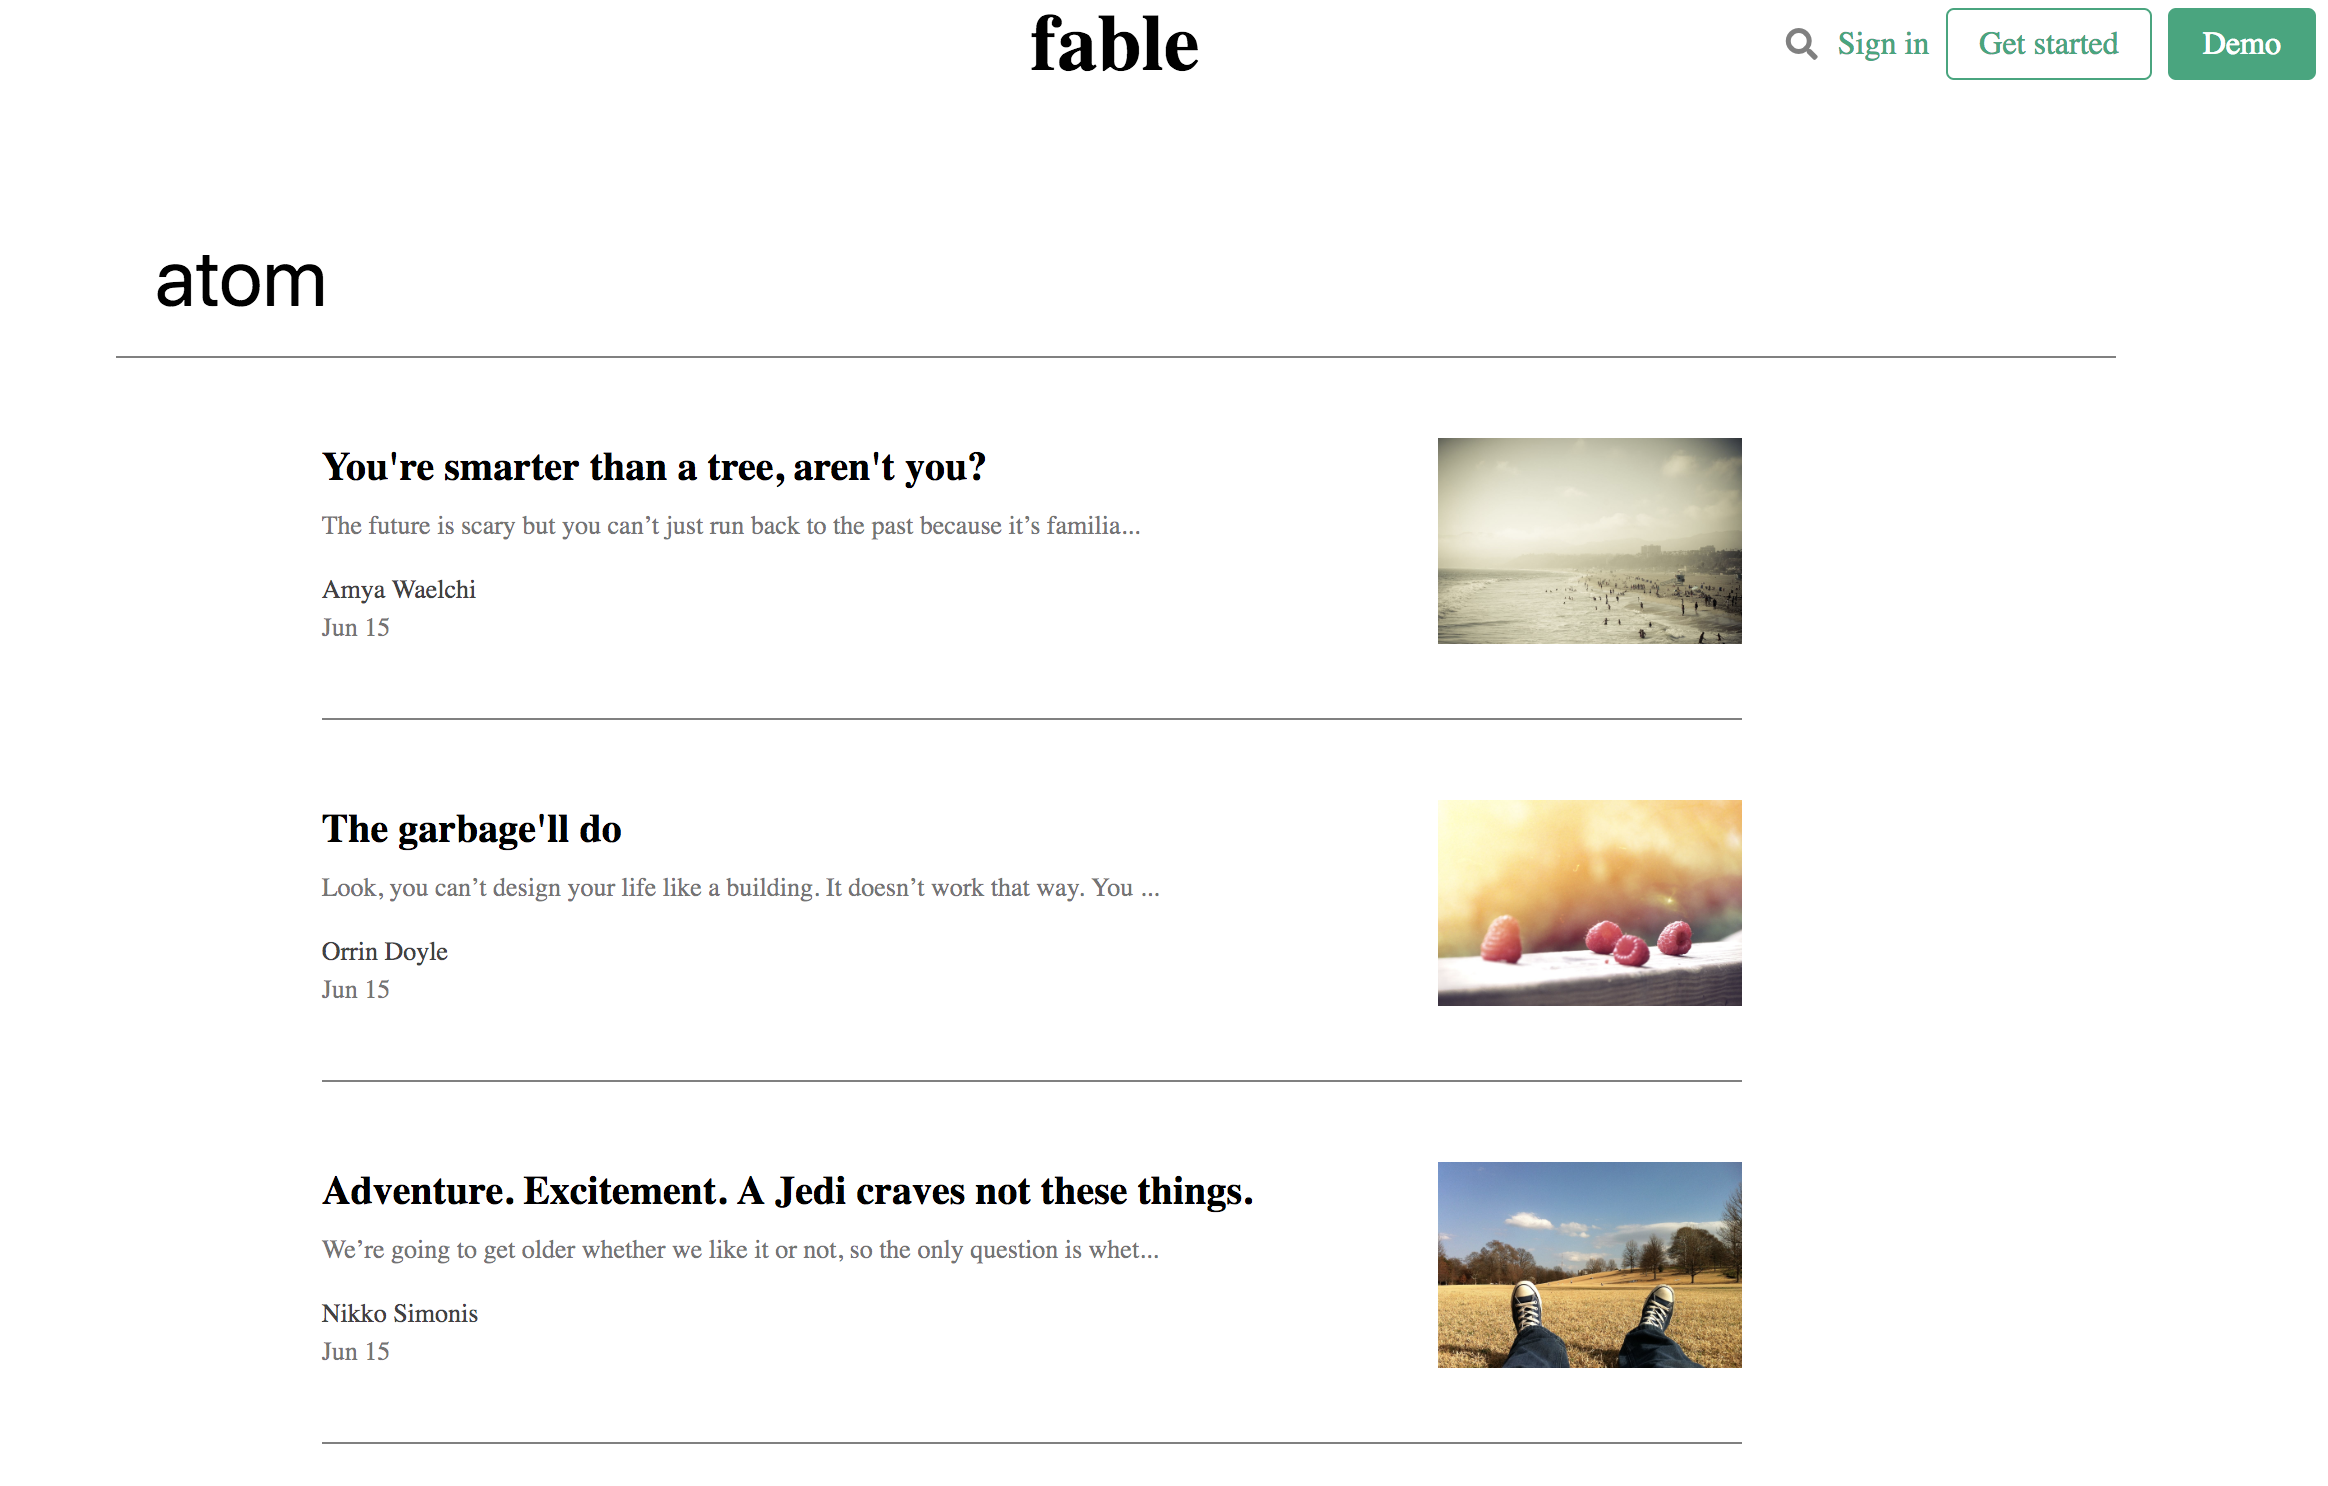 fable
Sign in
Get started
Demo
atom
You're smarter than a tree, aren't you?
The future is scary but you can’t just run back to the past because it’s familia...
Amya Waelchi
Jun 15
The garbage'll do
Look, you can’t design your life like a building. It doesn’t work that way. You ...
Orrin Doyle
Jun 15
Adventure. Excitement. A Jedi craves not these things.
We’re going to get older whether we like it or not, so the only question is whet...
Nikko Simonis
Jun 15